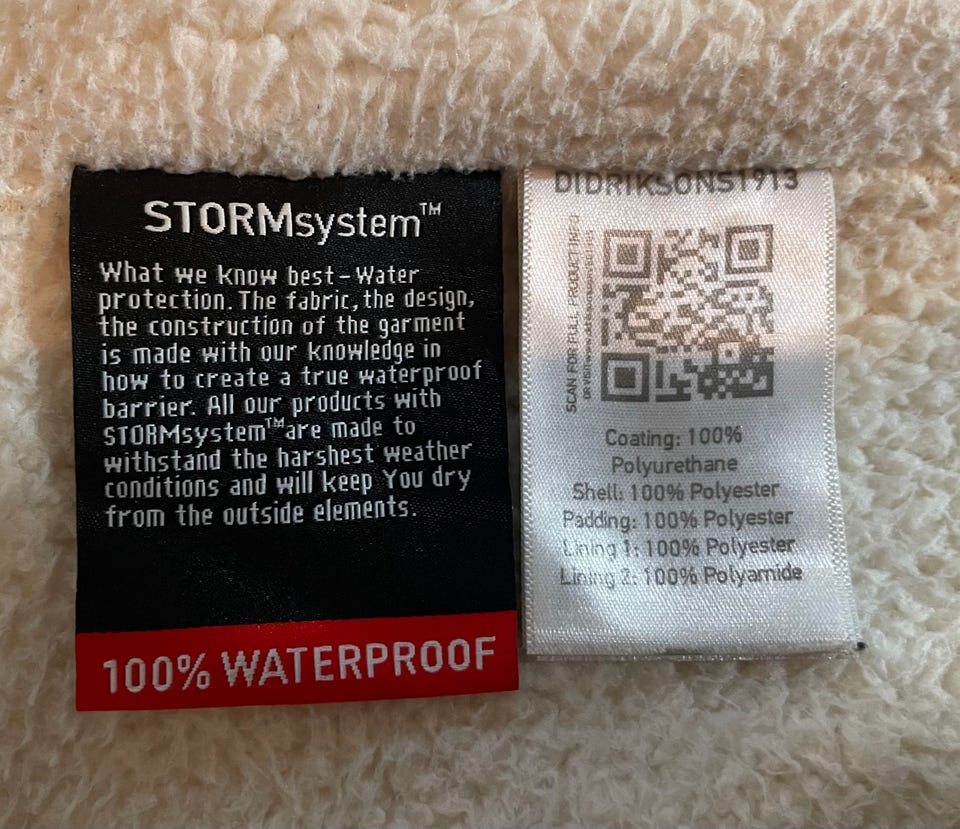 STORMsystem™
What we know best – Water
protection. The fabric, the design,
the construction of the garment
is made with our knowledge in
how to create a true waterproof
barrier. All our products with
STORMsystem™ are made to
withstand the harshest weather
conditions and will keep You dry
from the outside elements.
100% WATERPROOF
DIDRIKSONS1913
SCAN FOR FULL PRODUCT INFO
Coating: 100%
Polyurethane
Shell: 100% Polyester
Padding: 100% Polyester
Lining 1: 100% Polyester
Lining 2: 100% Polyamide